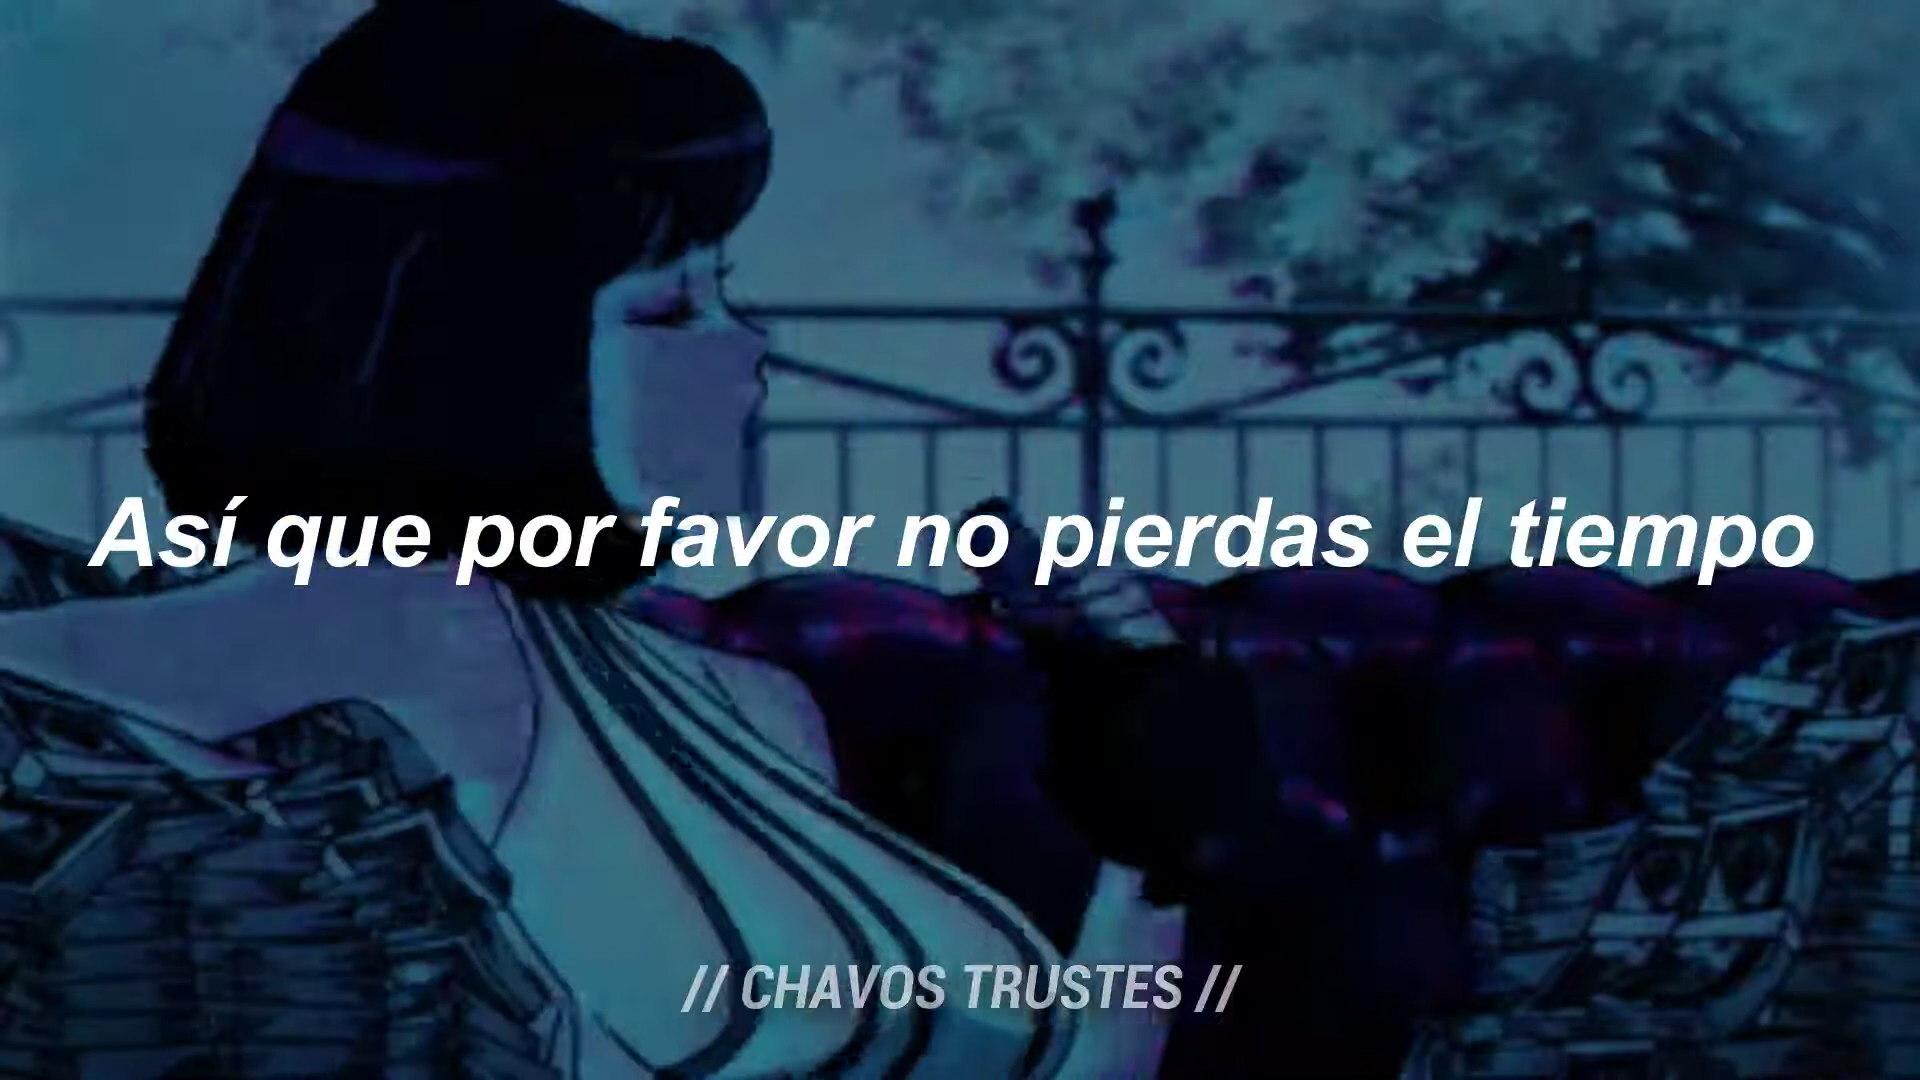 Así que por favor no pierdas el tiempo
// CHAVOS TRUSTES //